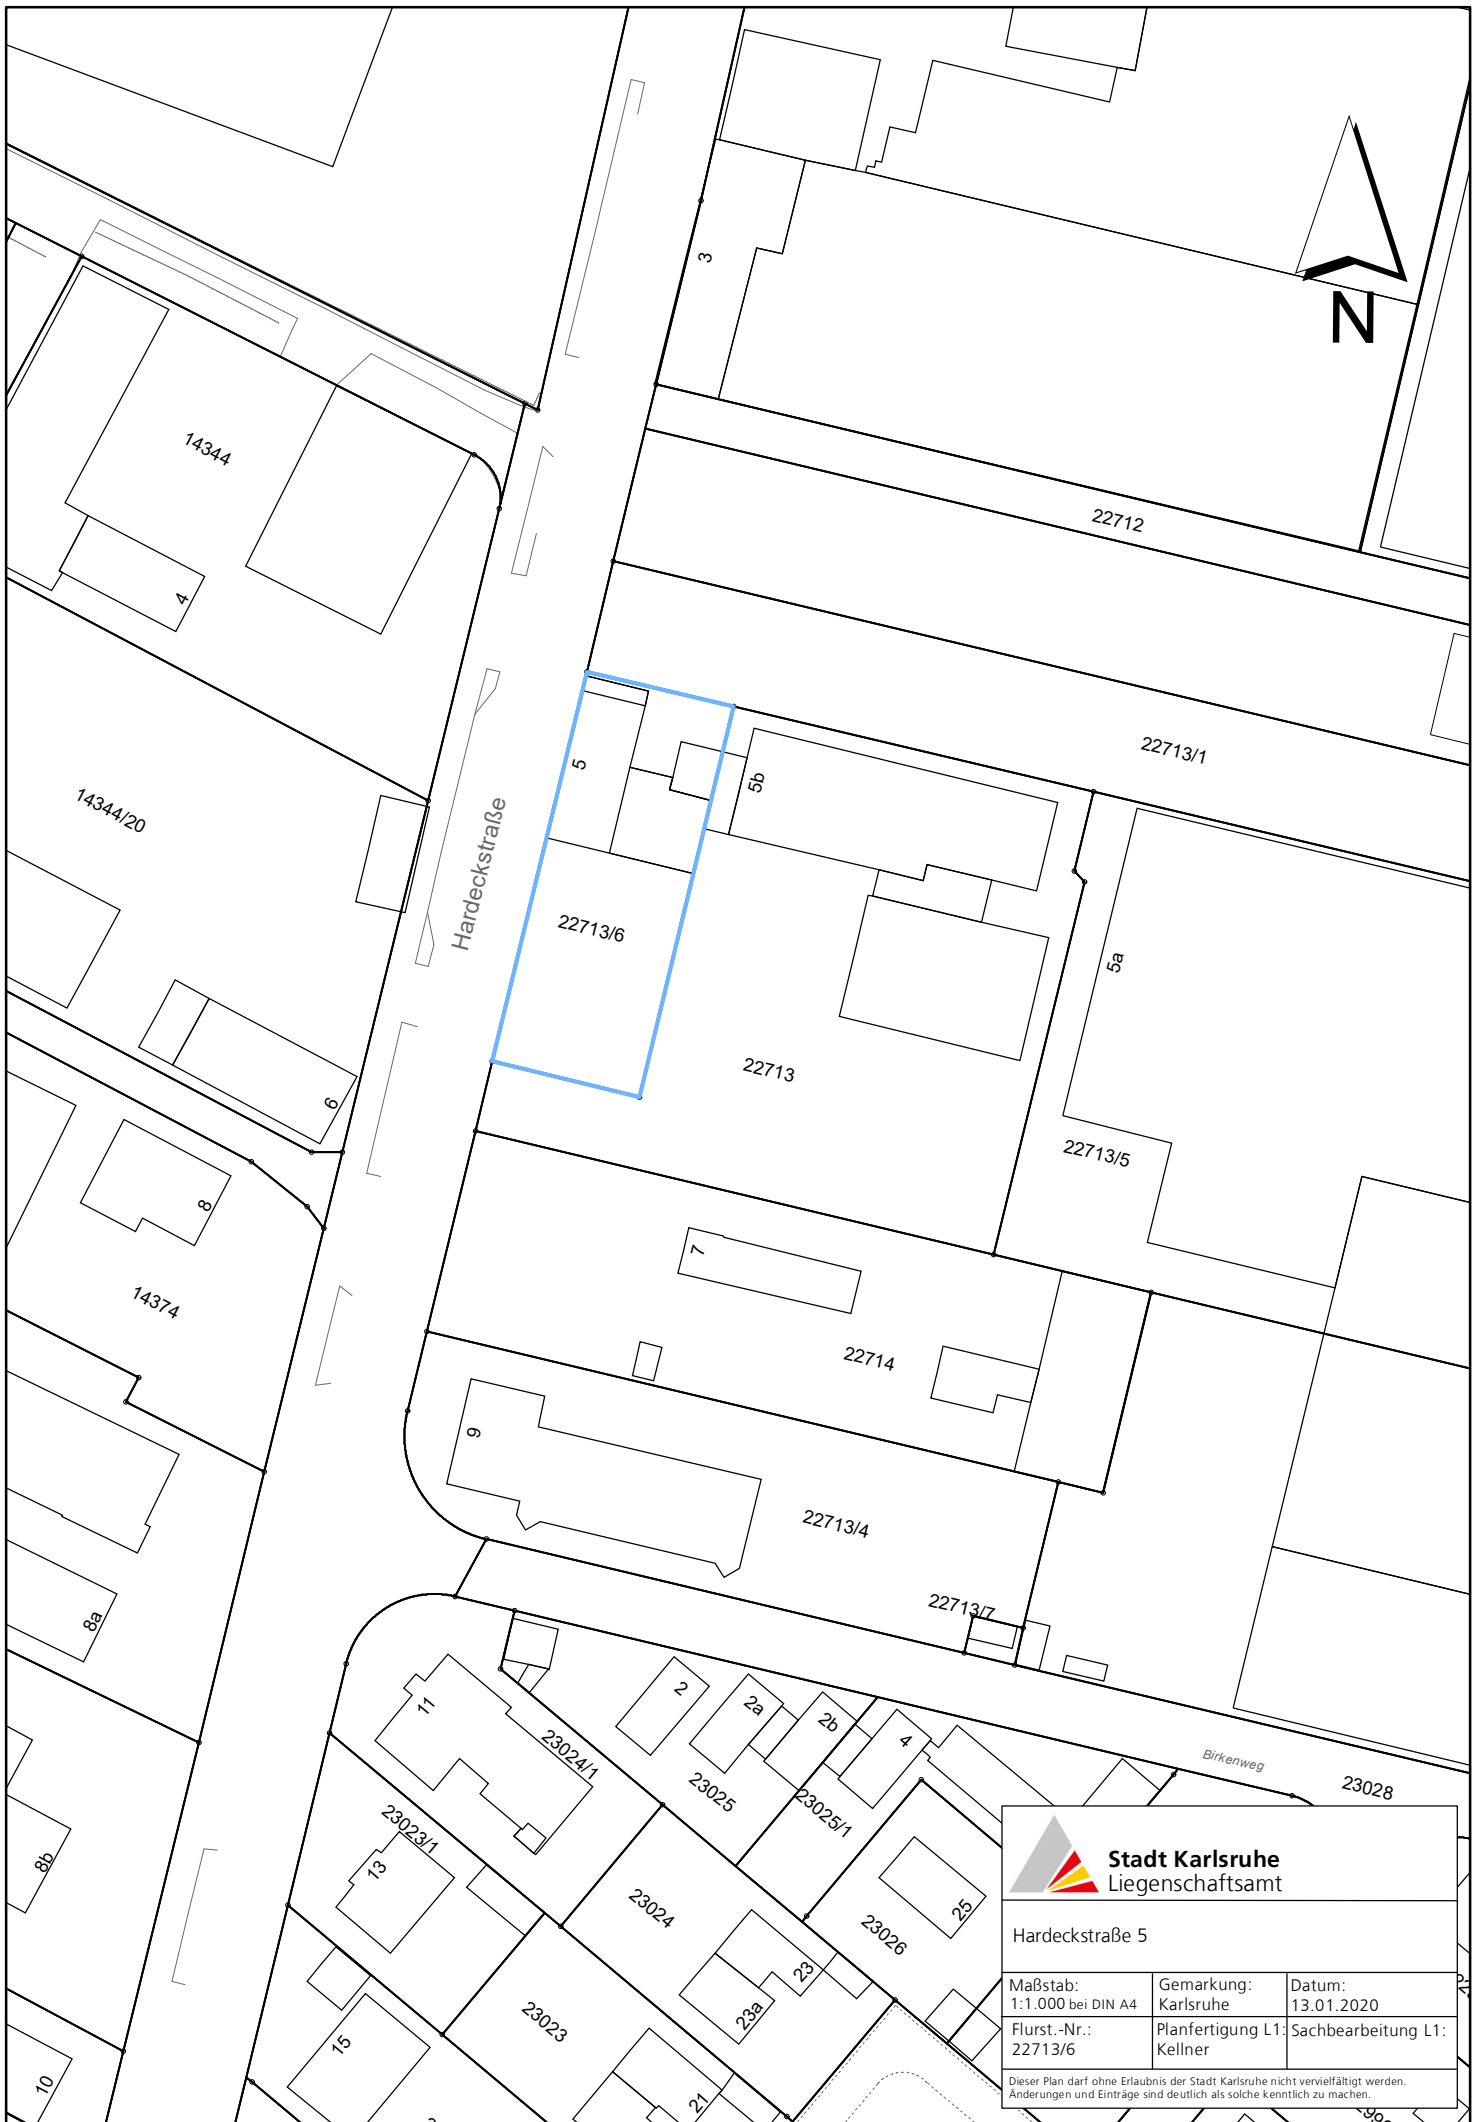 3
N
14344
22712
4
22713/1
5
5b
14344/20
Hardeckstraße
22713/6
5a
22713
6
22713/5
8
7
14374
22714
9
22713/4
22713/7
8a
2
2a
2b
4
11
23024/1
Birkenweg
23025
23025/1
23028
23023/1
8b
13
23024
25
23026
23
23a
23023
15
10
21
Stadt Karlsruhe
Liegenschaftsamt
Hardeckstraße 5
Maßstab:
1:1.000 bei DIN A4
Gemarkung:
Karlsruhe
Datum:
13.01.2020
Flurst.-Nr.:
22713/6
Planfertigung L1:
Kellner
Sachbearbeitung L1:
Dieser Plan darf ohne Erlaubnis der Stadt Karlsruhe nicht vervielfältigt werden.
Änderungen und Einträge sind deutlich als solche kenntlich zu machen.